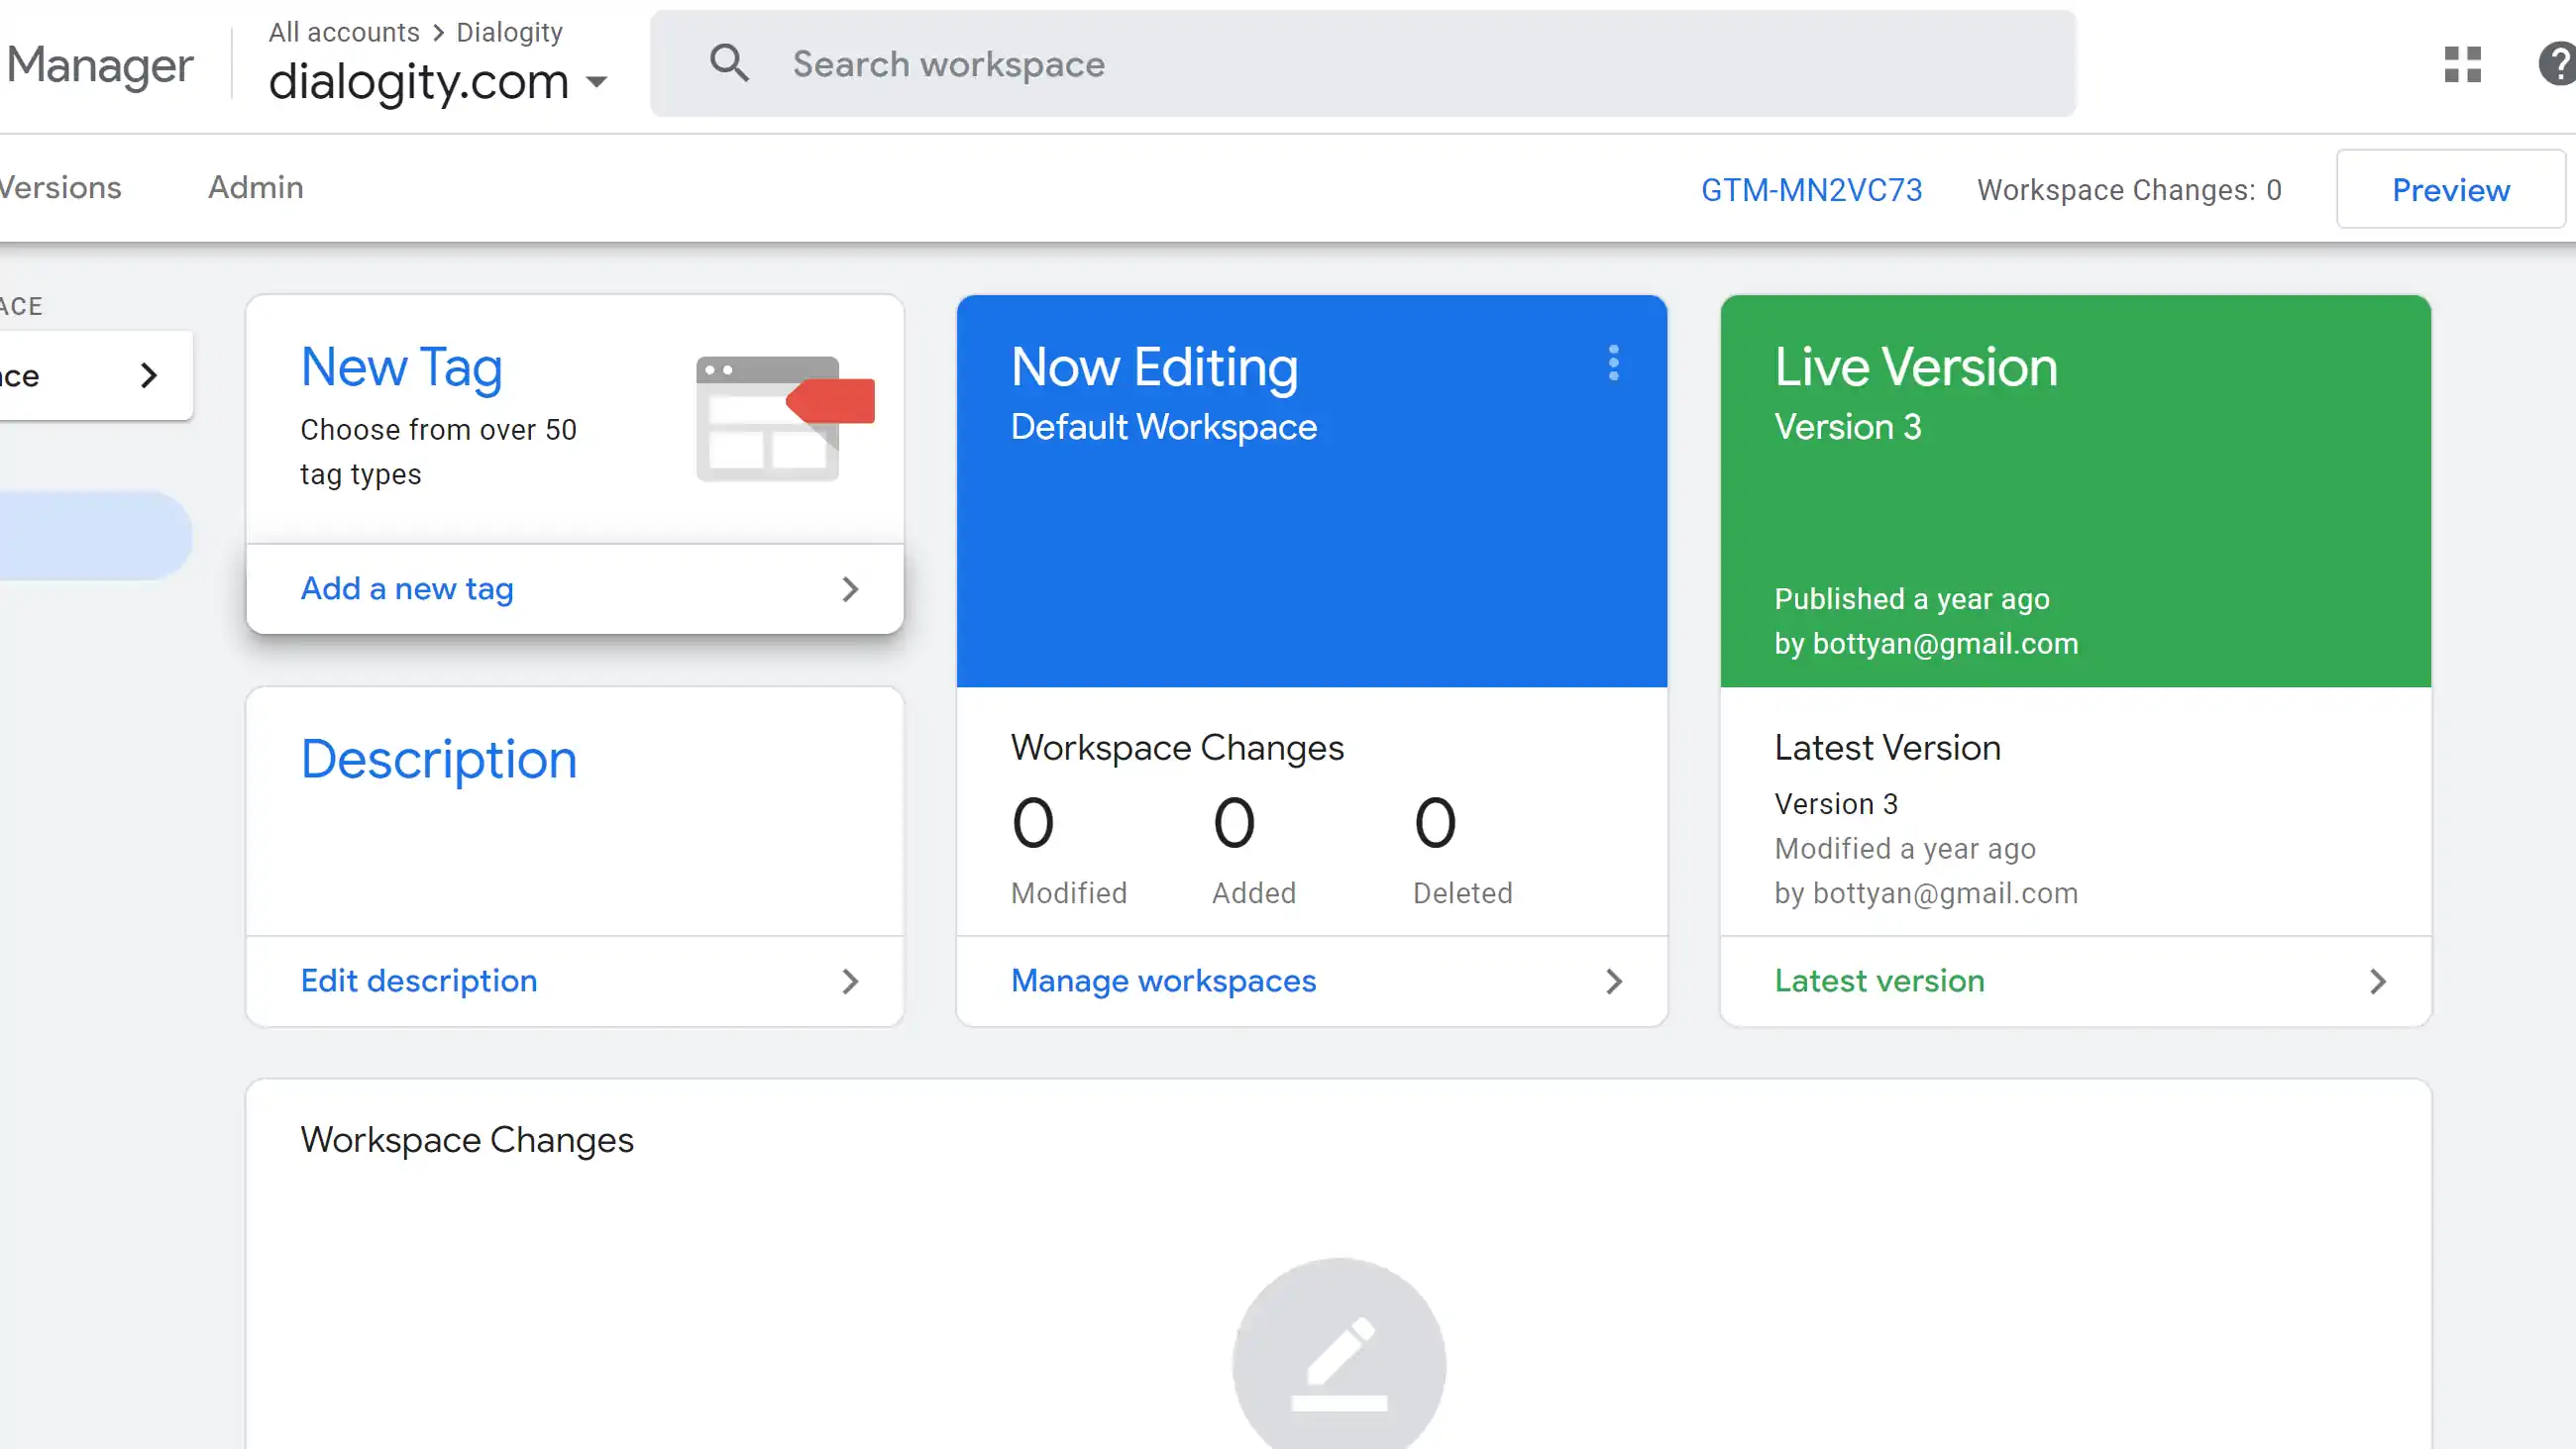 Manager
All accounts > Dialogity
dialogity.com
Search workspace
Versions
Admin
GTM-MN2VC73
Workspace Changes: 0
Preview
ACE
ce
New Tag
Choose from over 50
tag types
Add a new tag
Now Editing
Default Workspace
Live Version
Version 3
Published a year ago
by bottyan@gmail.com
Description
Edit description
Workspace Changes
0 0 0
Modified Added Deleted
Manage workspaces
Latest Version
Version 3
Modified a year ago
by bottyan@gmail.com
Latest version
Workspace Changes